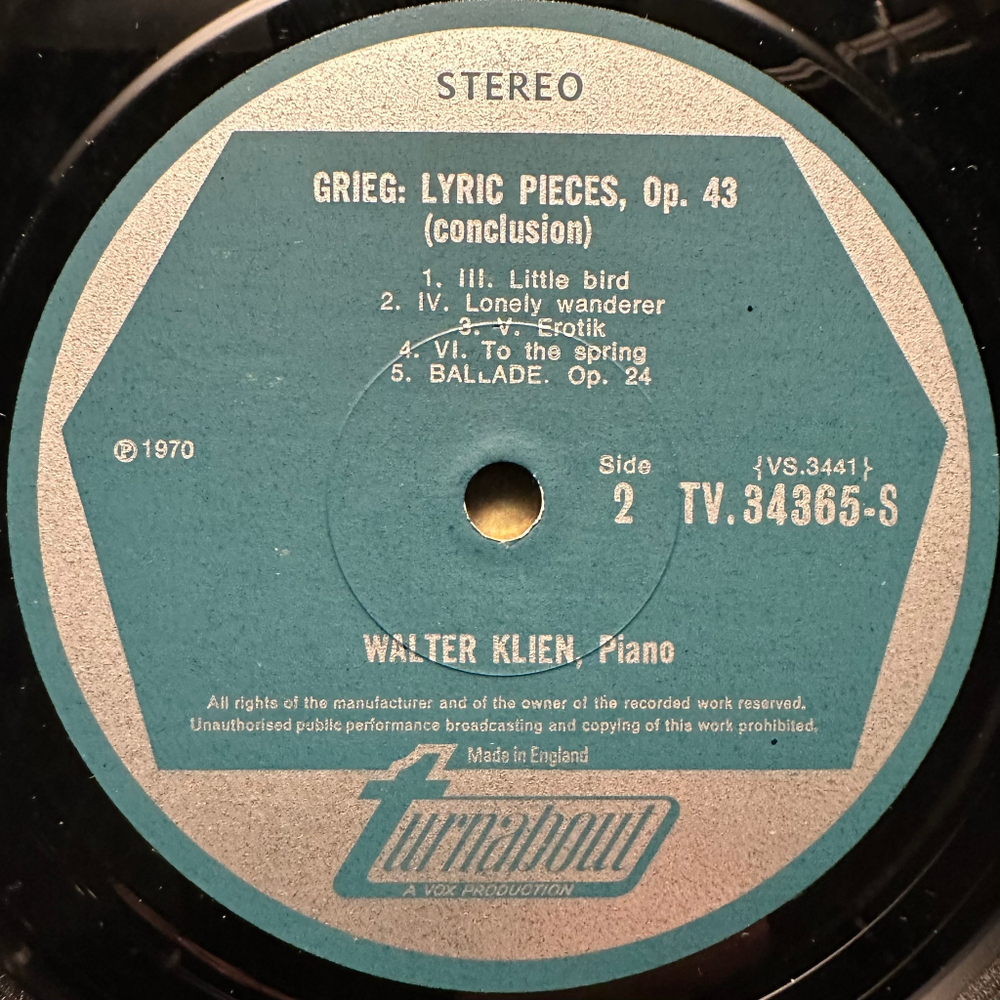 STEREO
GRIEG: LYRIC PIECES, Op. 43
(conclusion)
1. III. Little bird
2. IV. Lonely wanderer
3. V. Erotik
4. VI. To the spring
5. BALLADE. Op. 24
℗ 1970
Side
2
{VS.3441}
TV.34365-S
WALTER KLIEN, Piano
All rights of the manufacturer and of the owner of the recorded work reserved.
Unauthorised public performance broadcasting and copying of this work prohibited.
Made in England
turnabout
A VOX PRODUCTION